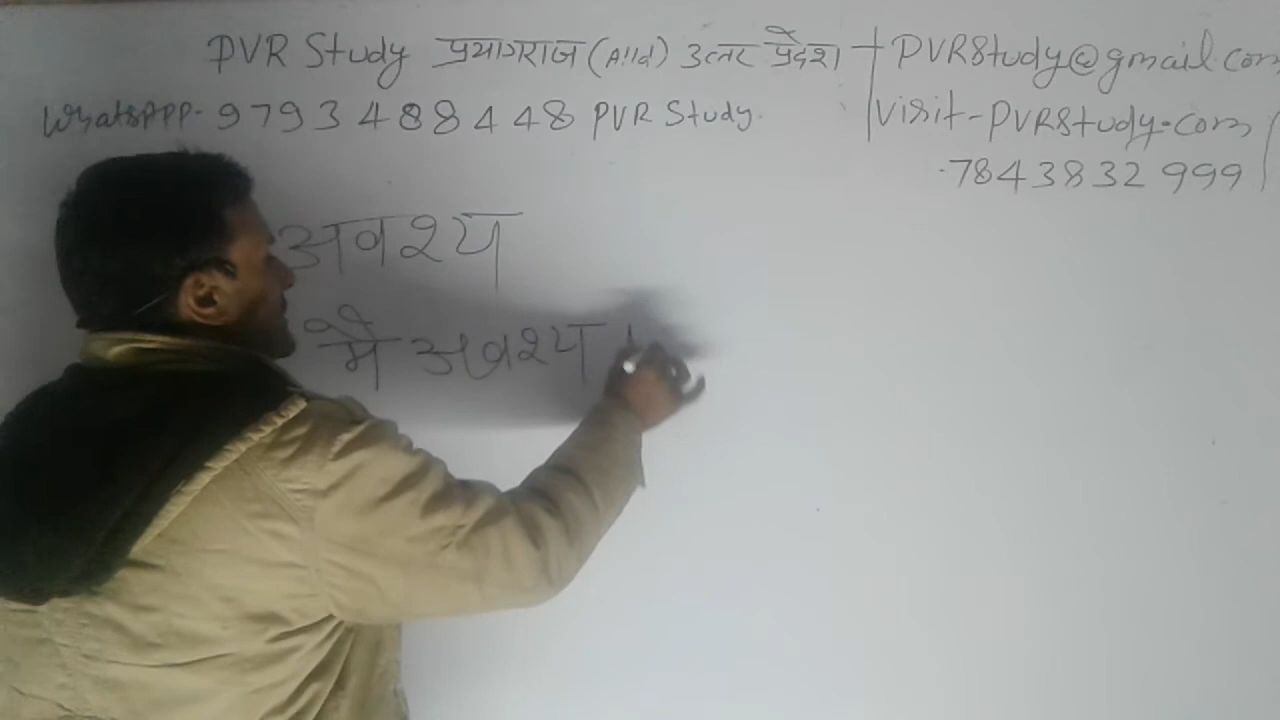 PVR Study प्रयागराज (Alld) उत्तर प्रदेश। PVRStudy@gmail.com
WhatsAPP- 9793488448 PVR Study. Visit-PVRStudy.com
7843832999
अवश्य
मै अवश्य